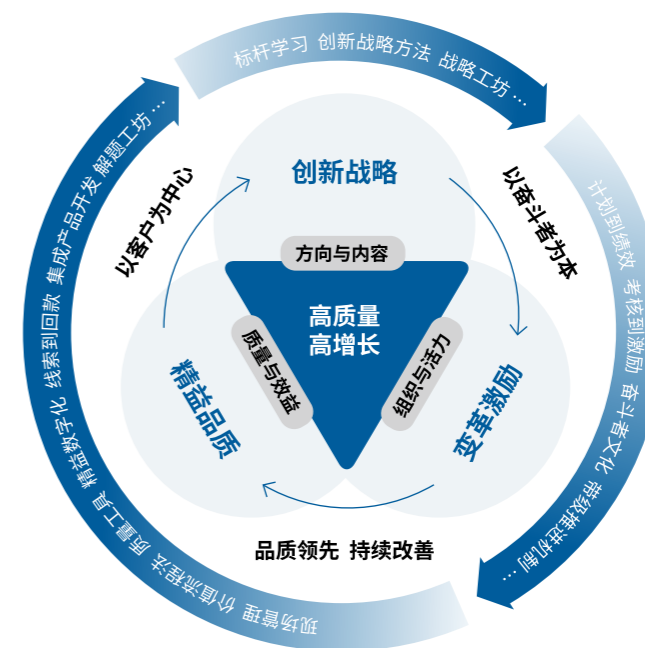 标杆学习 创新战略方法 战略工坊…
计划到绩效 考核到激励 奋斗者文化 带级推进机制…
现场管理 价值流程法 质量工具 精益数字化 线索到回款 集成产品开发 解题工坊…
以客户为中心
以奋斗者为本
品质领先 持续改善
创新战略
变革激励
精益品质
方向与内容
组织与活力
质量与效益
高质量
高增长